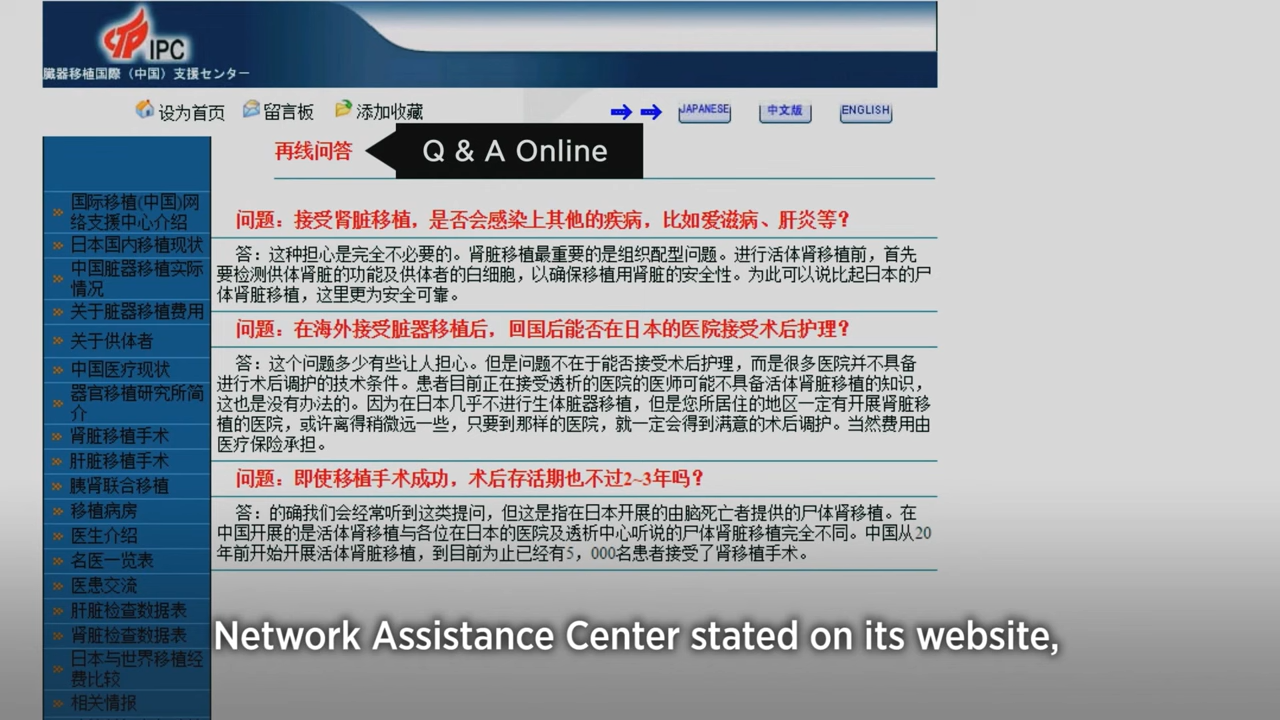 IPC
臓器移植国際（中国）支援センター
设为首页 留言板 添加收藏 JAPANESE 中文版 ENGLISH
再线问答 Q & A Online
国际移植(中国)网
络支援中心介绍
日本国内移植现状
中国脏器移植实际
情况
关于脏器移植费用
关于供体者
中国医疗现状
器官移植研究所简
介
肾脏移植手术
肝脏移植手术
胰肾联合移植
移植病房
医生介绍
名医一览表
医患交流
肝脏检查数据表
肾脏检查数据表
日本与世界移植经
费比较
相关情报
问题：接受肾脏移植，是否会感染上其他的疾病，比如爱滋病、肝炎等？
答：这种担心是完全不必要的。肾脏移植最重要的是组织配型问题。进行活体肾移植前，首先
要检测供体肾脏的功能及供体者的白细胞，以确保移植用肾脏的安全性。为此可以说比起日本的尸
体肾脏移植，这里更为安全可靠。
问题：在海外接受脏器移植后，回国后能否在日本的医院接受术后护理？
答：这个问题多少有些让人担心。但是问题不在于能否接受术后护理，而是很多医院并不具备
进行术后调护的技术条件。患者目前正在接受透析的医院的医师可能不具备活体肾脏移植的知识，
这也是没有办法的。因为在日本几乎不进行生体脏器移植，但是您所居住的地区一定有开展肾脏移
植的医院，或许离得稍微远一些，只要到那样的医院，就一定会得到满意的术后调护。当然费用由
医疗保险承担。
问题：即使移植手术成功，术后存活期也不过2~3年吗？
答：的确我们会经常听到这类提问，但这是指在日本开展的由脑死亡者提供的尸体肾移植。在
中国开展的是活体肾移植与各位在日本的医院及透析中心听说的尸体肾脏移植完全不同。中国从20
年前开始开展活体肾脏移植，到目前为止已经有5，000名患者接受了肾移植手术。
Network Assistance Center stated on its website,